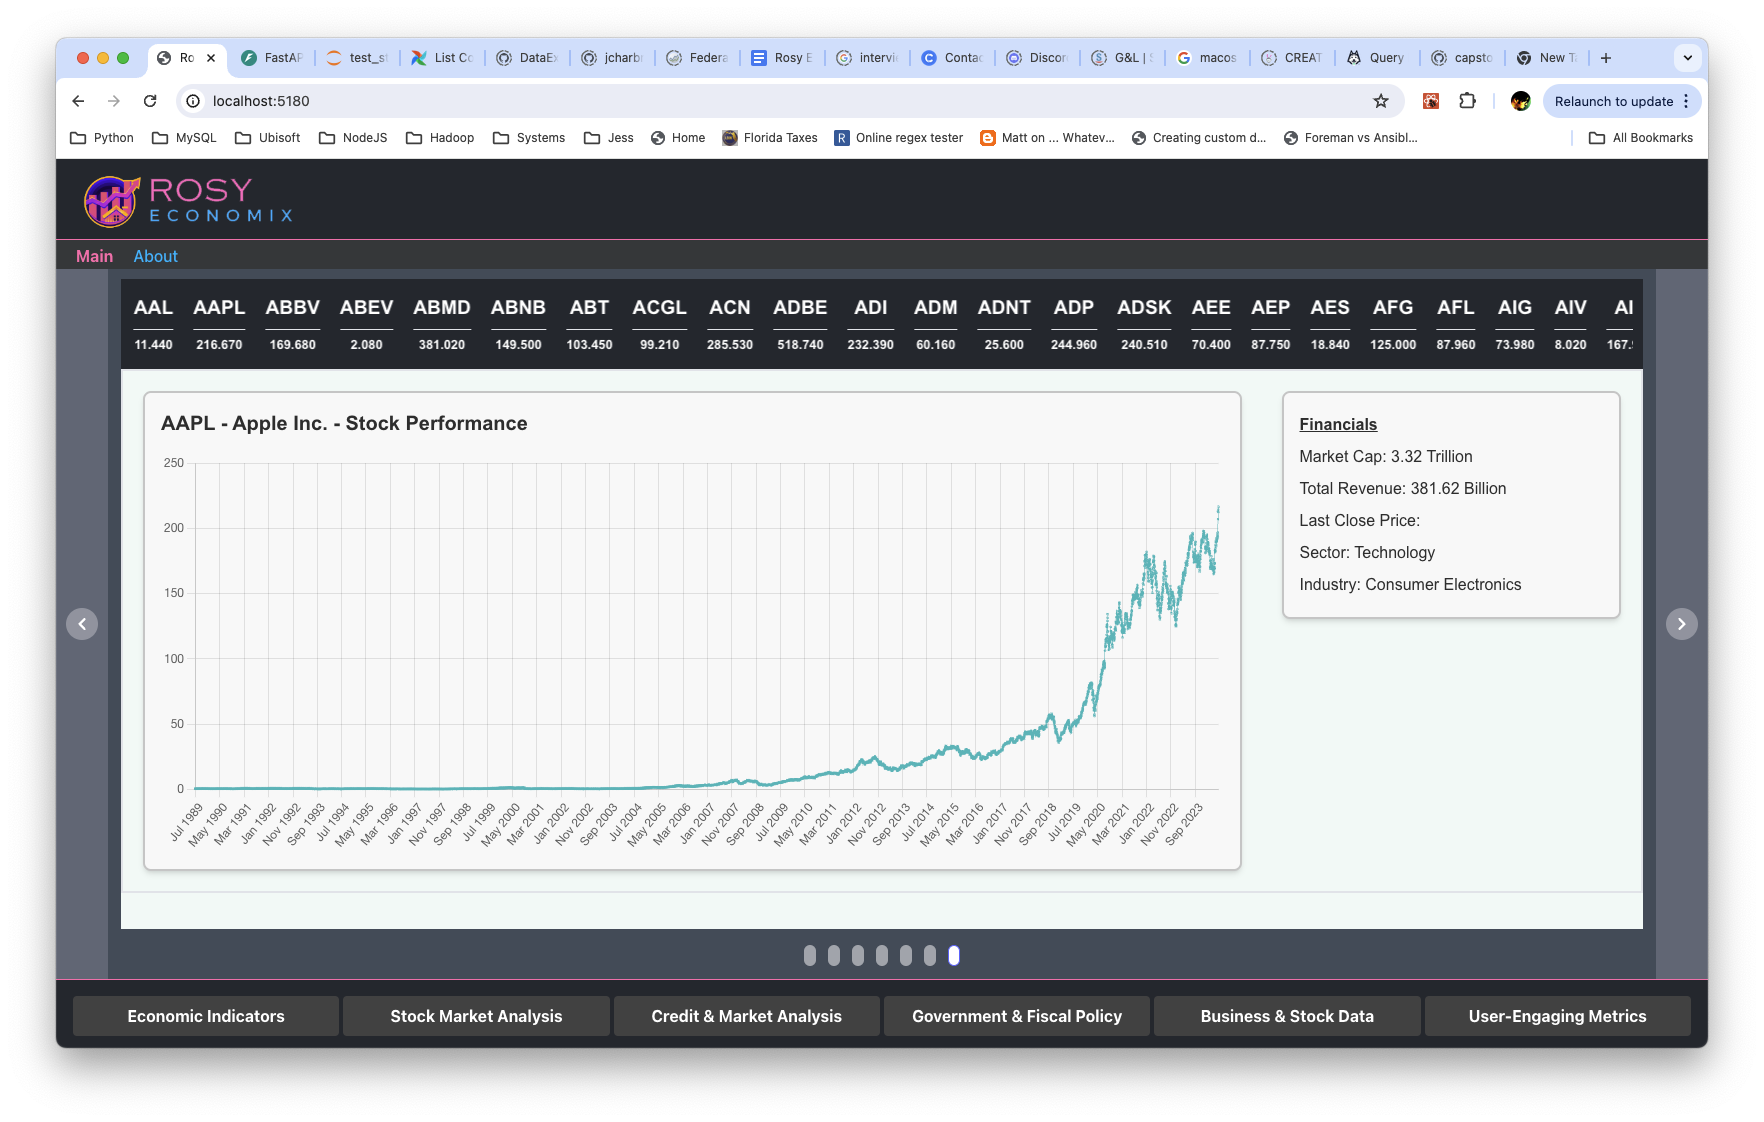 Ro
FastAP
test_s
List Co
DataEx
jcharbr
Federa
Rosy E
intervi
Contac
Discor
G&L | S
macos
CREAT
Query
capsto
New T
localhost:5180
Relaunch to update
Python
MySQL
Ubisoft
NodeJS
Hadoop
Systems
Jess
Home
Florida Taxes
R Online regex tester
Matt on ... Whatev...
Creating custom d...
Foreman vs Ansibl...
All Bookmarks
ROSY
ECONOMIX
Main About
AAL AAPL ABBV ABEV ABMD ABNB ABT ACGL ACN ADBE ADI ADM ADNT ADP ADSK AEE AEP AES AFG AFL AIG AIV AI
11.440 216.670 169.680 2.080 381.020 149.500 103.450 99.210 285.530 518.740 232.390 60.160 25.600 244.960 240.510 70.400 87.750 18.840 125.000 87.960 73.980 8.020 167.
AAPL - Apple Inc. - Stock Performance
250
200
150
100
50
0
Jul 1989 May 1990 Mar 1991 Jan 1992 Nov 1992 Sep 1993 Jul 1994 May 1995 Mar 1996 Jan 1997 Nov 1997 Sep 1998 Jul 1999 May 2000 Mar 2001 Jan 2002 Nov 2002 Sep 2003 Jul 2004 May 2005 Mar 2006 Jan 2007 Nov 2007 Sep 2008 Jul 2009 May 2010 Mar 2011 Jan 2012 Nov 2012 Sep 2013 Jul 2014 May 2015 Mar 2016 Jan 2017 Nov 2017 Sep 2018 Jul 2019 May 2020 Mar 2021 Jan 2022 Nov 2022 Sep 2023
Financials
Market Cap: 3.32 Trillion
Total Revenue: 381.62 Billion
Last Close Price:
Sector: Technology
Industry: Consumer Electronics
Economic Indicators
Stock Market Analysis
Credit & Market Analysis
Government & Fiscal Policy
Business & Stock Data
User-Engaging Metrics